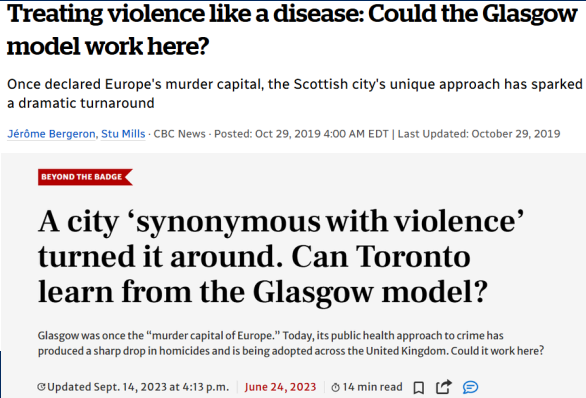 Treating violence like a disease: Could the Glasgow
model work here?
Once declared Europe's murder capital, the Scottish city's unique approach has sparked
a dramatic turnaround
Jérôme Bergeron, Stu Mills · CBC News · Posted: Oct 29, 2019 4:00 AM EDT | Last Updated: October 29, 2019
BEYOND THE BADGE
A city ‘synonymous with violence’
turned it around. Can Toronto
learn from the Glasgow model?
Glasgow was once the “murder capital of Europe.” Today, its public health approach to crime has
produced a sharp drop in homicides and is being adopted across the United Kingdom. Could it work here?
Updated Sept. 14, 2023 at 4:13 p.m. June 24, 2023 14 min read